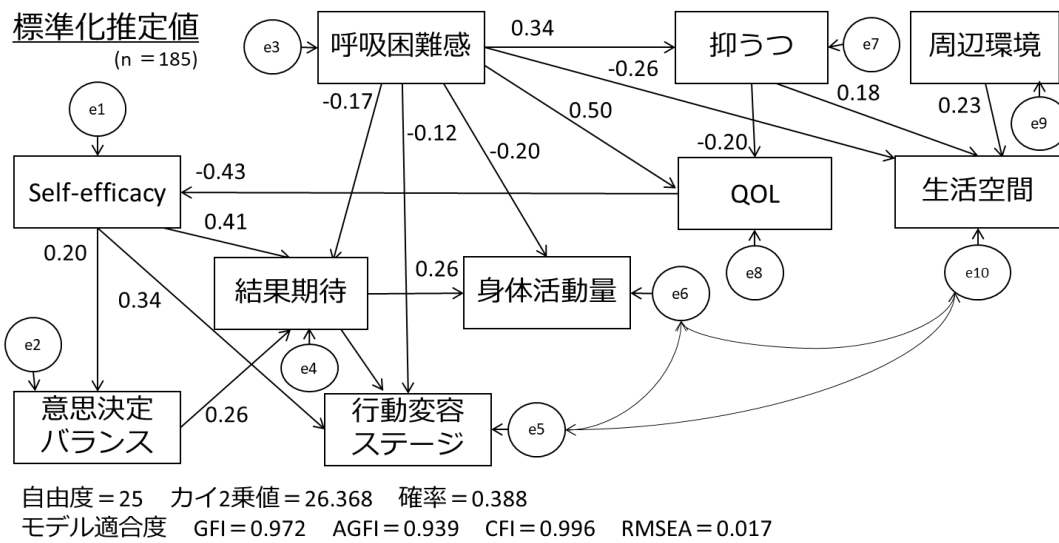 標準化推定値
(n ＝185)
e3
呼吸困難感
0.34
抑うつ
e7
周辺環境
-0.26
0.18
0.23
e9
e1
-0.17
-0.12
0.50
-0.20
-0.20
Self-efficacy
-0.43
QOL
生活空間
0.41
0.20
結果期待
0.26
身体活動量
e6
e8
e10
0.34
e2
e4
意思決定
バランス
0.26
行動変容
ステージ
e5
自由度＝25 カイ2乗値＝26.368 確率＝0.388
モデル適合度 GFI＝0.972 AGFI＝0.939 CFI＝0.996 RMSEA＝0.017